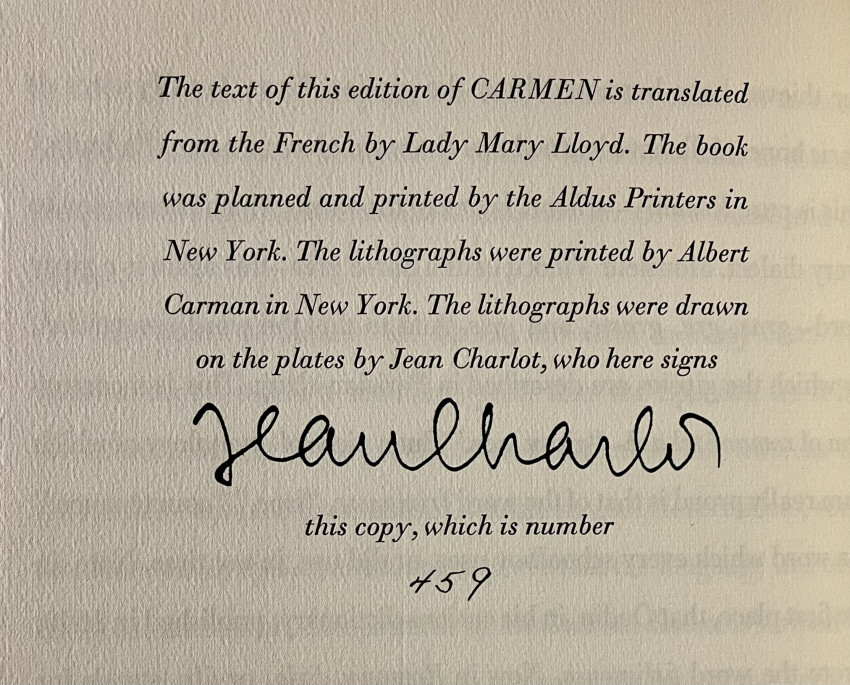 The text of this edition of CARMEN is translated
from the French by Lady Mary Lloyd. The book
was planned and printed by the Aldus Printers in
New York. The lithographs were printed by Albert
Carman in New York. The lithographs were drawn
on the plates by Jean Charlot, who here signs
Jean Charlot
this copy, which is number
459